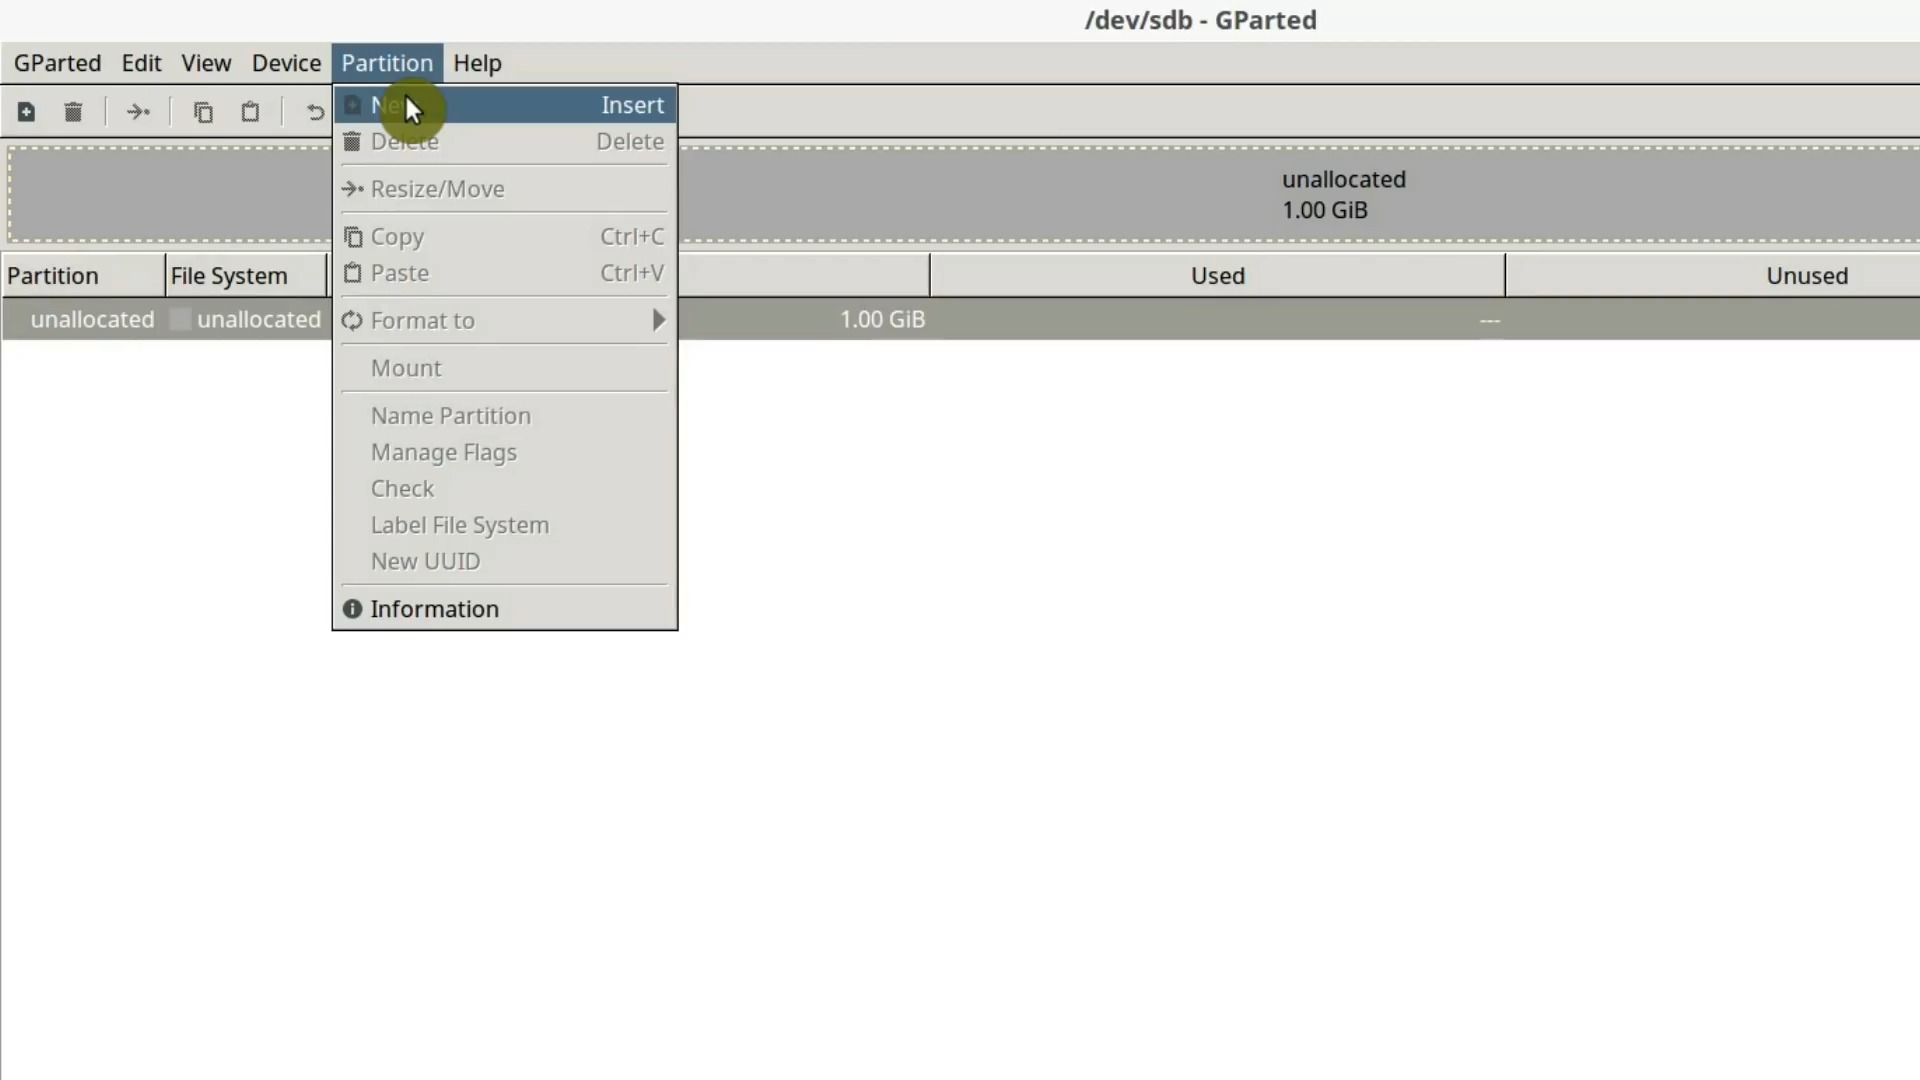 /dev/sdb - GParted
GParted Edit View Device Partition Help
New Insert
Delete Delete
Resize/Move
Copy Ctrl+C
Paste Ctrl+V
Format to
Mount
Name Partition
Manage Flags
Check
Label File System
New UUID
Information
unallocated
1.00 GiB
Partition File System Used Unused
unallocated unallocated 1.00 GiB ---